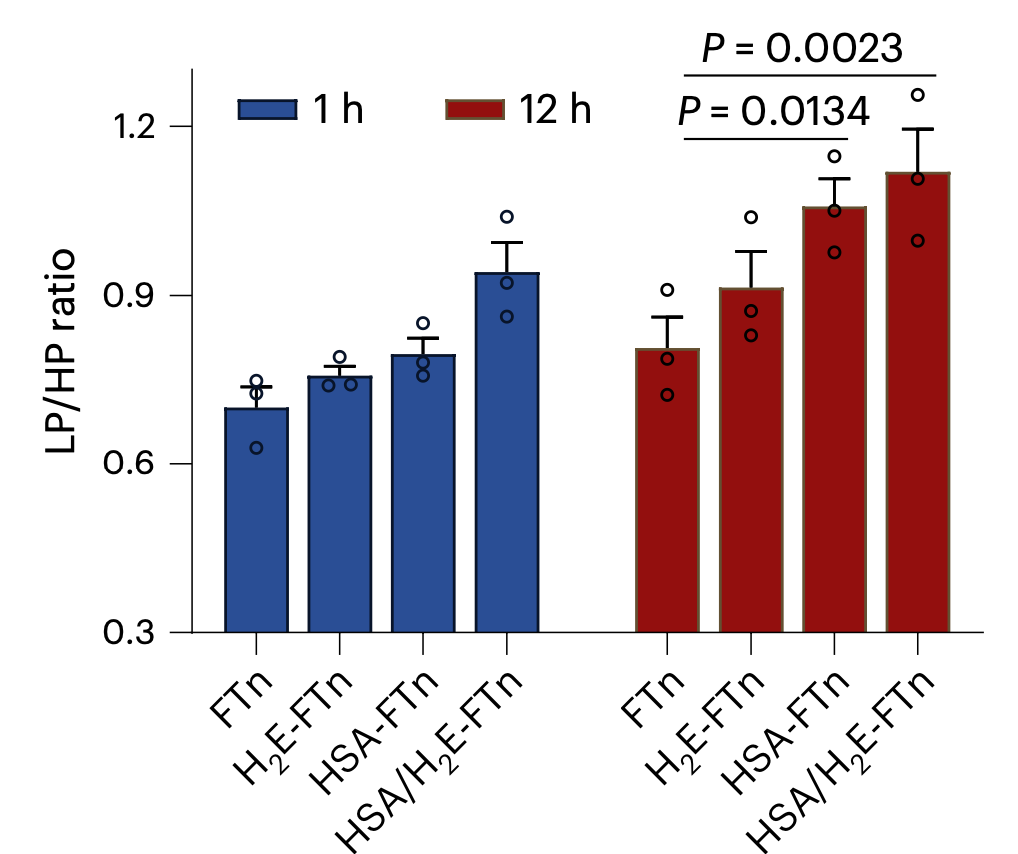 P = 0.0023
P = 0.0134
1 h
12 h
LP/HP ratio
1.2
0.9
0.6
0.3
FTn
H₂E-FTn
HSA-FTn
HSA/H₂E-FTn
FTn
H₂E-FTn
HSA-FTn
HSA/H₂E-FTn